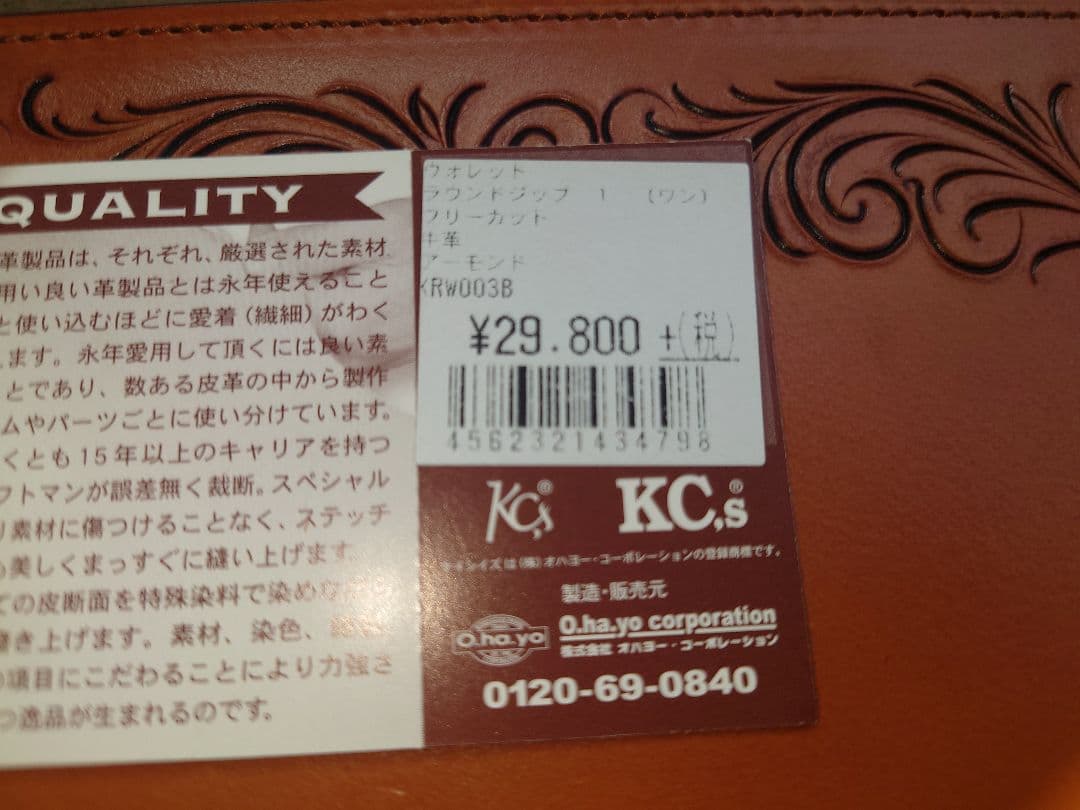 QUALITY
革製品は、それぞれ、厳選された素材
用い良い革製品とは永年使えること
と使い込むほどに愛着(繊細)がわく
ます。永年愛用して頂くには良い素
ことであり、数ある皮革の中から製作
ムやパーツごとに使い分けています。
くとも15年以上のキャリアを持つ
フトマンが誤差無く裁断。スペシャル
り素材に傷つけることなく、ステッチ
も美しくまっすぐに縫い上げます。
ての皮断面を特殊染料で染め
磨き上げます。素材、染色、
の項目にこだわることにより力強さ
つ逸品が生まれるのです。
ウォレット
ラウンドジップ 1 (ワン)
フリーカット
牛革
アーモンド
KRW003B
¥29.800 +(税)
4562321434798
KC,s® KC,s®
ケイシイズは(株)オハヨー・コーポレーションの登録商標です。
製造・販売元
O.ha.yo O.ha.yo corporation
株式会社 オハヨー・コーポレーション
0120-69-0840